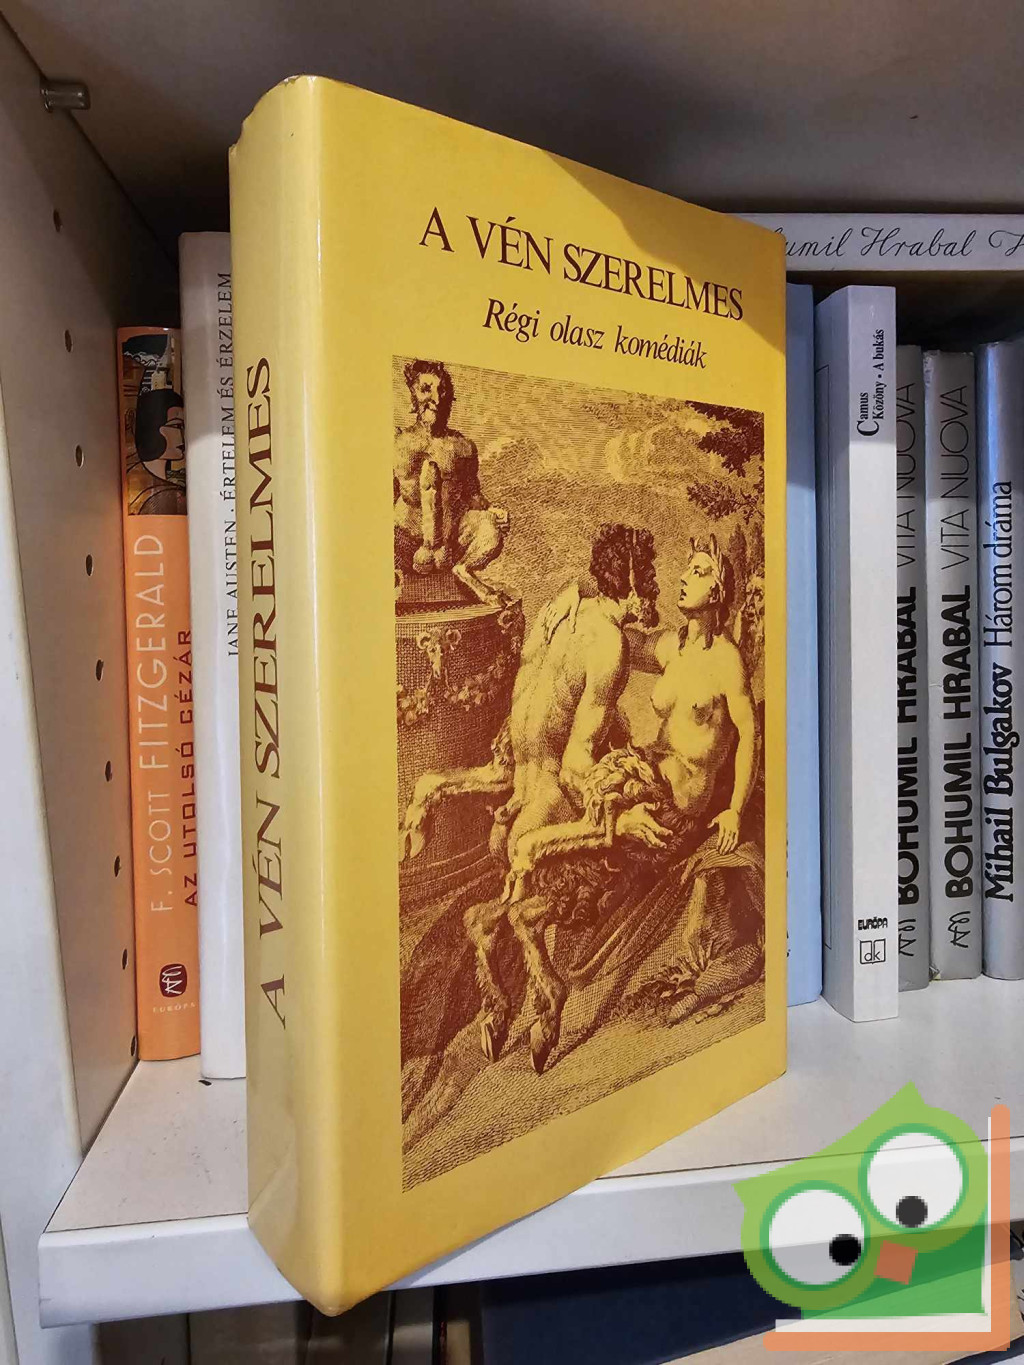 A VÉN SZERELMES
Régi olasz komédiák
A VÉN SZERELMES
F. SCOTT FITZGERALD
AZ UTOLSÓ CÉZÁR
EURÓPA
JANE AUSTEN · ÉRTELEM ÉS ÉRZELEM
Hrabal
Camus
Közöny · A bukás
EURÓPA
dk
BOHUMIL HRABAL VITA NUOVA
BOHUMIL HRABAL VITA NUOVA
Mihail Bulgakov Három dráma